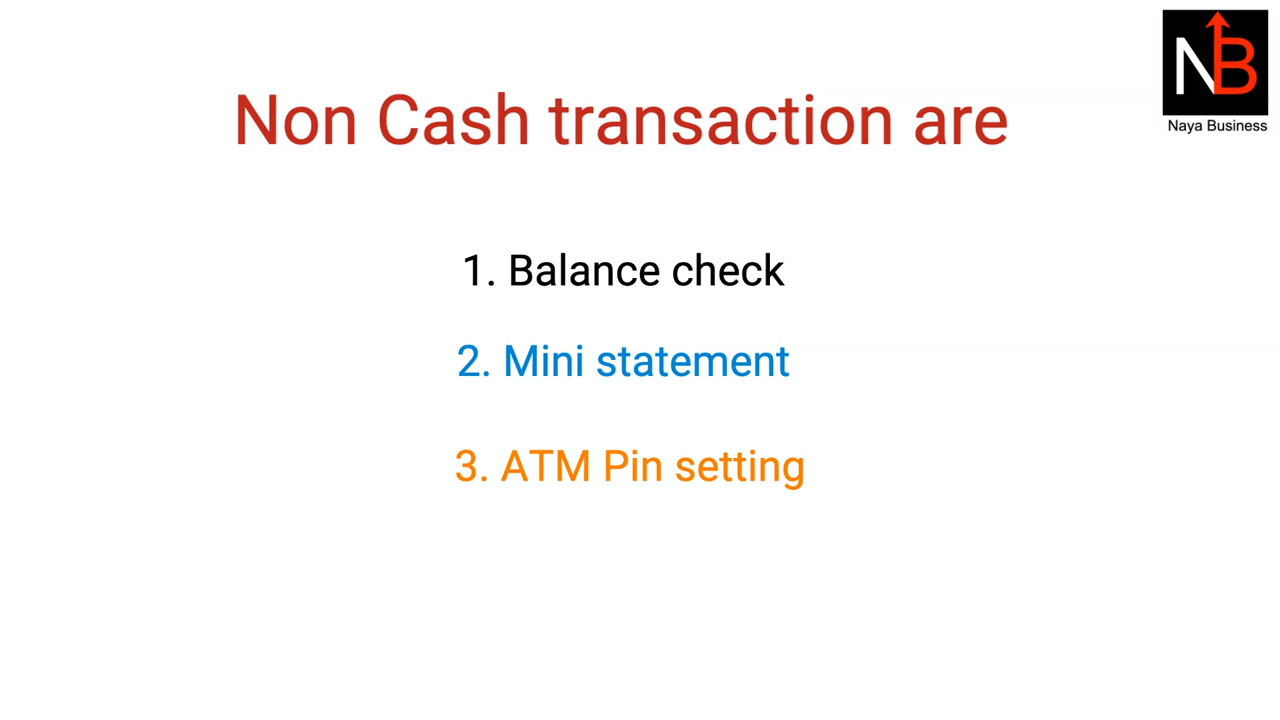 Non Cash transaction are
NB
Naya Business
1. Balance check
2. Mini statement
3. ATM Pin setting